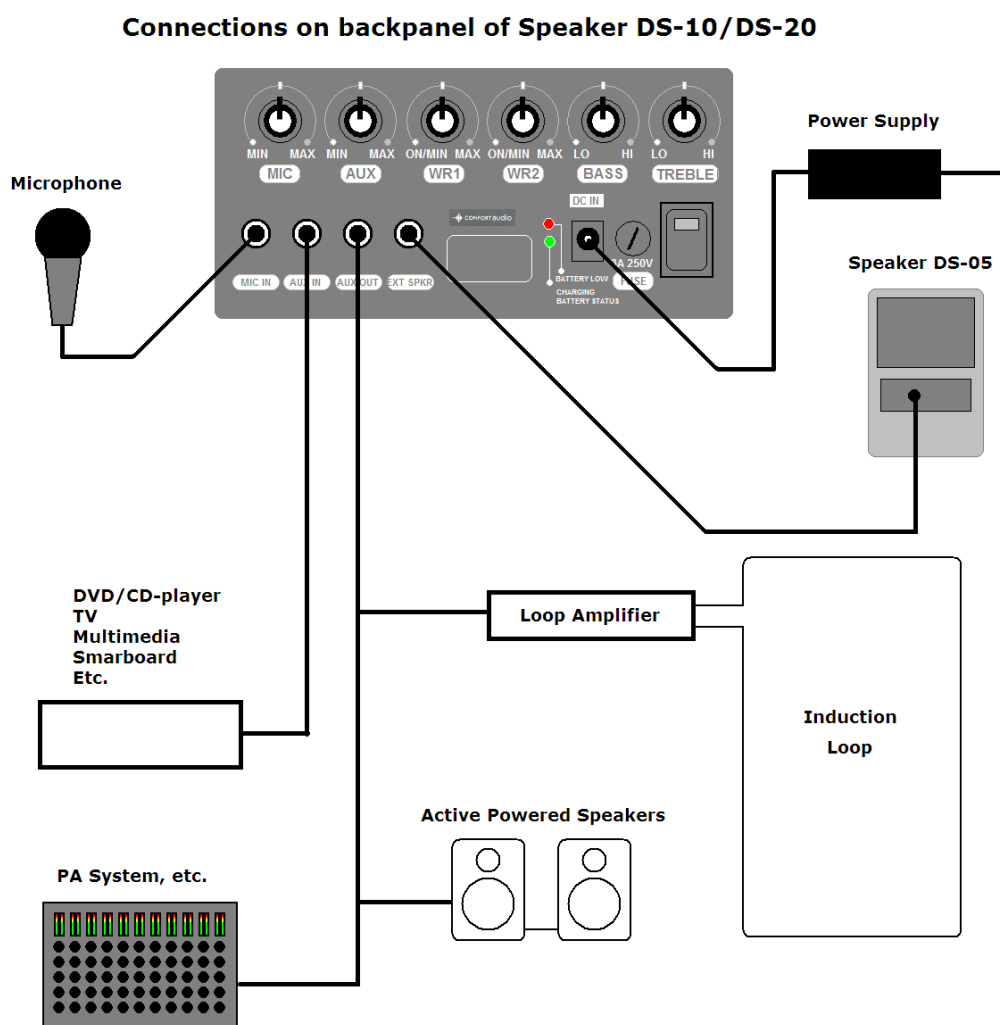 Connections on backpanel of Speaker DS-10/DS-20
MIN MAX MIN MAX ON/MIN MAX ON/MIN MAX LO HI LO HI
MIC AUX WR1 WR2 BASS TREBLE
Power Supply
Microphone
DC IN
COMFORT audio
3A 250V
BATTERY LOW
MIC IN AUX IN AUX OUT EXT SPKR FUSE
CHARGING
BATTERY STATUS
Speaker DS-05
DVD/CD-player
TV
Multimedia
Smarboard
Etc.
Loop Amplifier
Induction
Loop
Active Powered Speakers
PA System, etc.